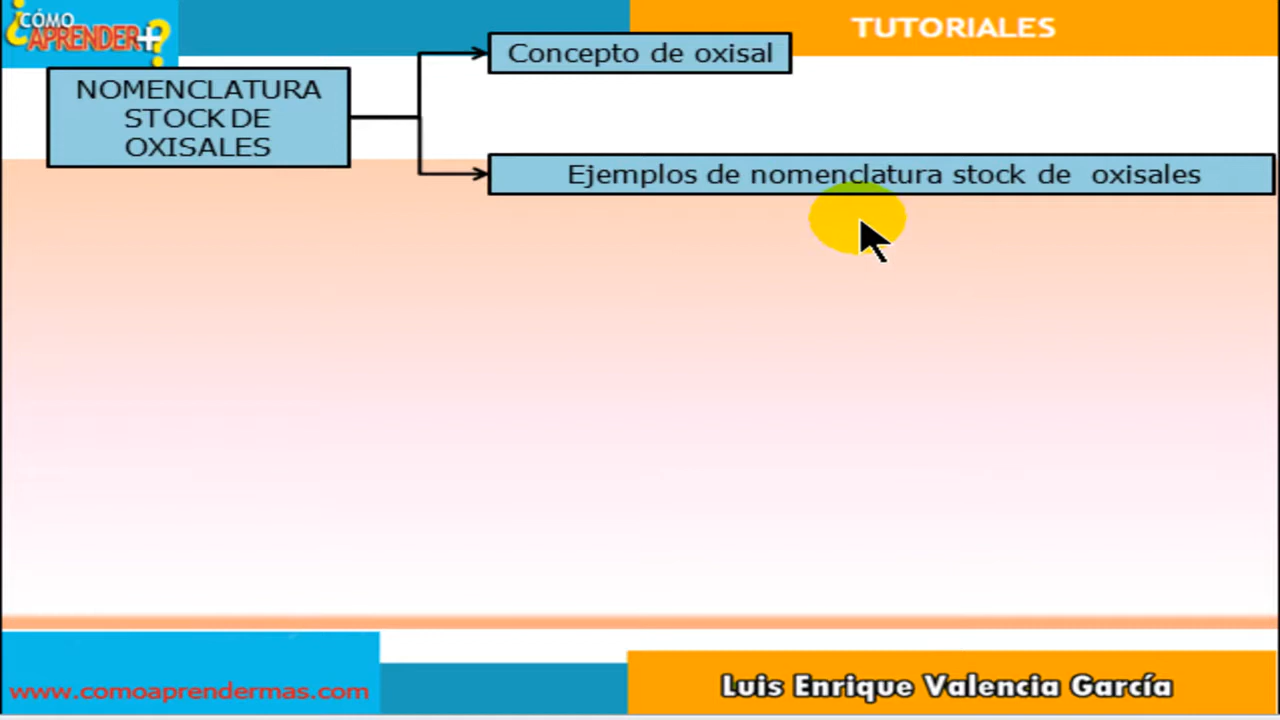 ¿CÓMO
APRENDER+?
TUTORIALES
NOMENCLATURA
STOCK DE
OXISALES
Concepto de oxisal
Ejemplos de nomenclatura stock de oxisales
www.comoaprendermas.com
Luis Enrique Valencia García